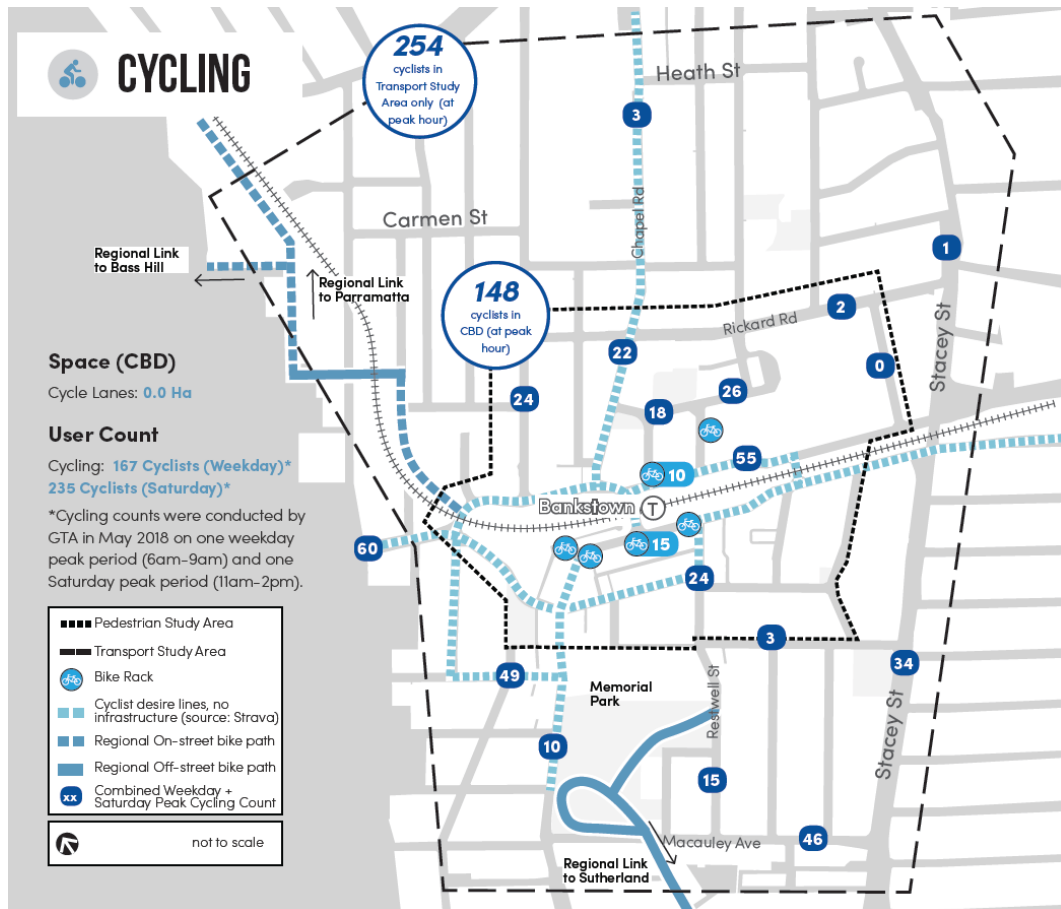 CYCLING
254
cyclists in
Transport Study
Area only (at
peak hour)
Heath St
3
Chapel Rd
Carmen St
Regional Link
to Bass Hill
Regional Link
to Parramatta
148
cyclists in
CBD (at peak
hour)
1
2
Rickard Rd
Stacey St
0
22
24
26
18
55
10
Bankstown
T
15
60
24
Space (CBD)
Cycle Lanes: 0.0 Ha
User Count
Cycling: 167 Cyclists (Weekday)*
235 Cyclists (Saturday)*
*Cycling counts were conducted by
GTA in May 2018 on one weekday
peak period (6am-9am) and one
Saturday peak period (11am-2pm).
Pedestrian Study Area
Transport Study Area
Bike Rack
Cyclist desire lines, no
infrastructure (source: Strava)
Regional On-street bike path
Regional Off-street bike path
xx
Combined Weekday +
Saturday Peak Cycling Count
not to scale
3
34
49
Memorial
Park
Restwell St
Stacey St
10
15
46
Macauley Ave
Regional Link
to Sutherland